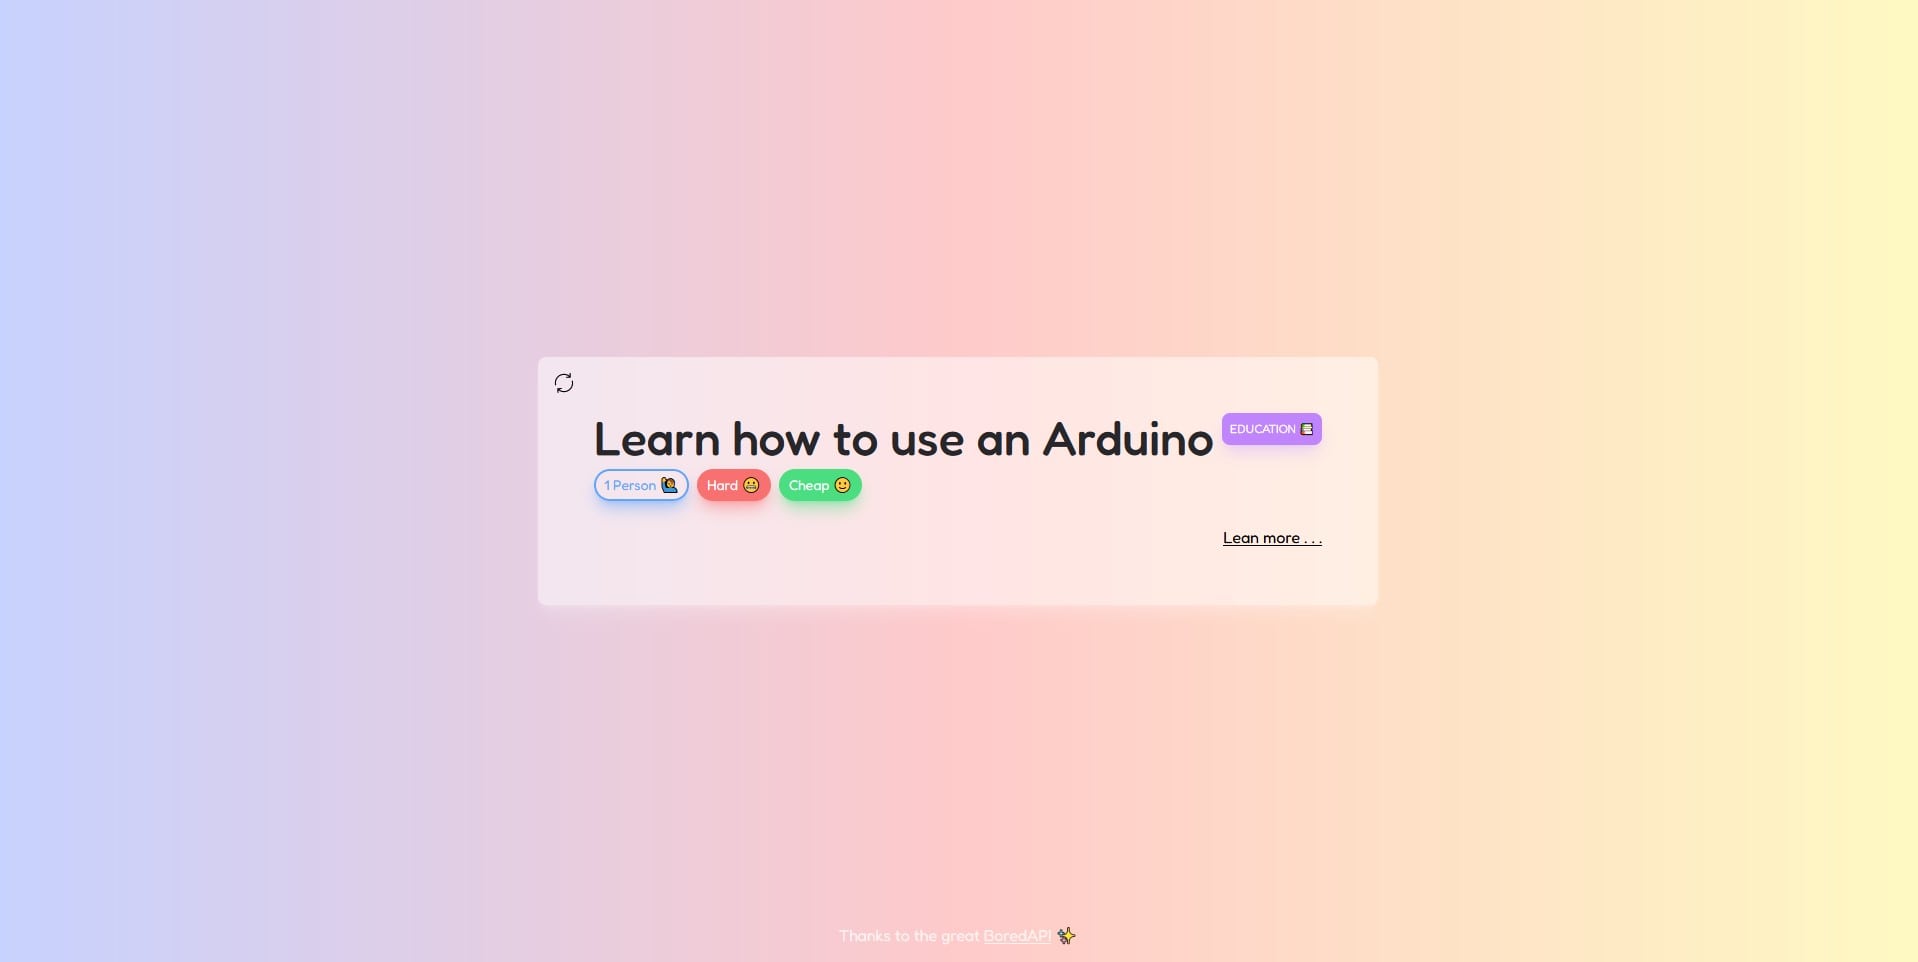 Learn how to use an Arduino
EDUCATION
1 Person
Hard
Cheap
Lean more . . .
Thanks to the great BoredAPI